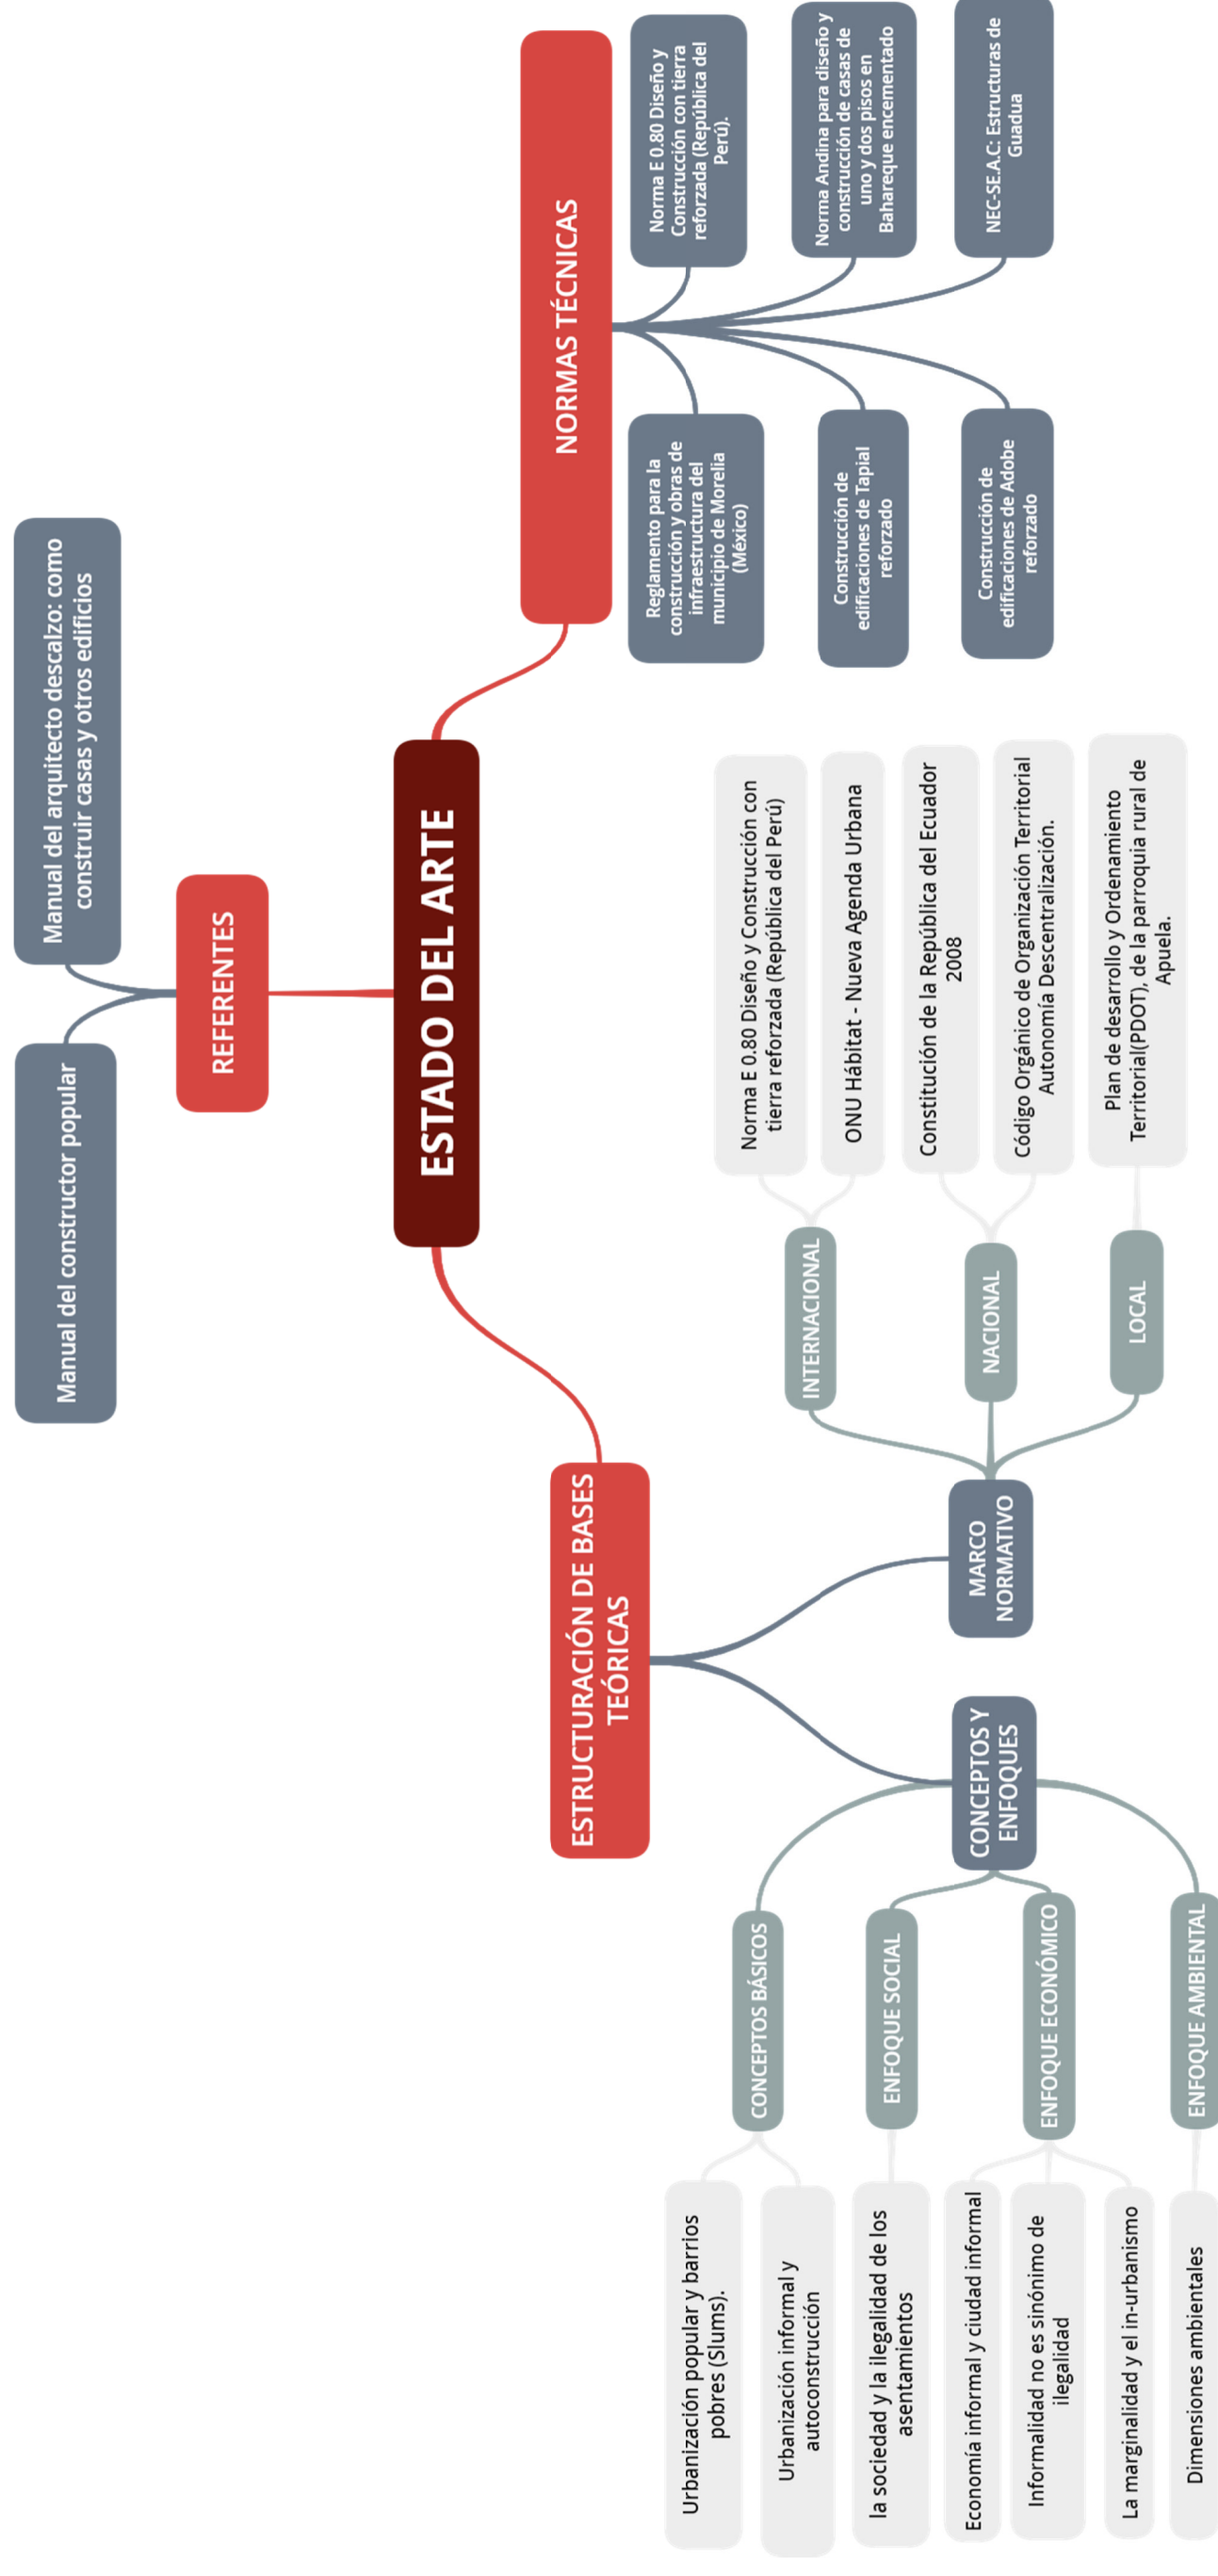 Manual del constructor popular
Manual del arquitecto descalzo: como
construir casas y otros edificios
REFERENTES
ESTADO DEL ARTE
ESTRUCTURACIÓN DE BASES
TEÓRICAS
CONCEPTOS Y
ENFOQUES
CONCEPTOS BÁSICOS
Urbanización popular y barrios
pobres (Slums).
Urbanización informal y
autoconstrucción
ENFOQUE SOCIAL
la sociedad y la ilegalidad de los
asentamientos
ENFOQUE ECONÓMICO
Economía informal y ciudad informal
Informalidad no es sinónimo de
ilegalidad
La marginalidad y el in-urbanismo
ENFOQUE AMBIENTAL
Dimensiones ambientales
MARCO
NORMATIVO
INTERNACIONAL
Norma E 0.80 Diseño y Construcción con
tierra reforzada (República del Perú)
ONU Hábitat - Nueva Agenda Urbana
NACIONAL
Constitución de la República del Ecuador
2008
Código Orgánico de Organización Territorial
Autonomía Descentralización.
LOCAL
Plan de desarrollo y Ordenamiento
Territorial(PDOT), de la parroquia rural de
Apuela.
NORMAS TÉCNICAS
Reglamento para la
construcción y obras de
infraestructura del
municipio de Morelia
(México)
Norma E 0.80 Diseño y
Construcción con tierra
reforzada (República del
Perú).
Construcción de
edificaciones de Tapial
reforzado
Norma Andina para diseño y
construcción de casas de
uno y dos pisos en
Bahareque encementado
Construcción de
edificaciones de Adobe
reforzado
NEC-SE.A.C: Estructuras de
Guadua